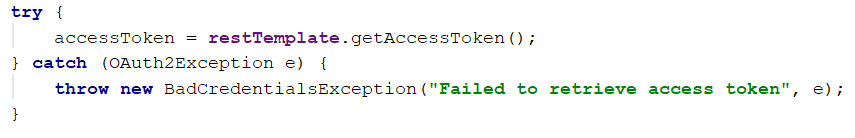 try {
    accessToken = restTemplate.getAccessToken();
} catch (OAuth2Exception e) {
    throw new BadCredentialsException("Failed to retrieve access token", e);
}